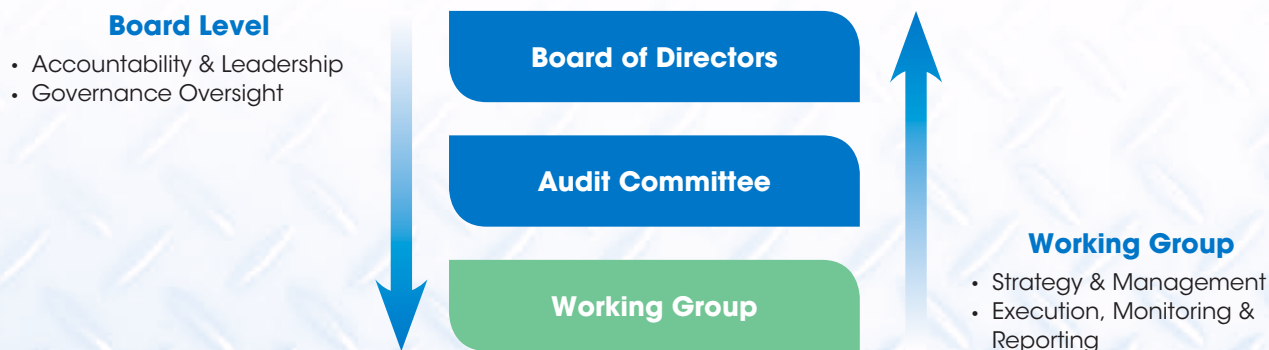 Board Level
• Accountability & Leadership
• Governance Oversight
Board of Directors
Audit Committee
Working Group
Working Group
• Strategy & Management
• Execution, Monitoring &
Reporting